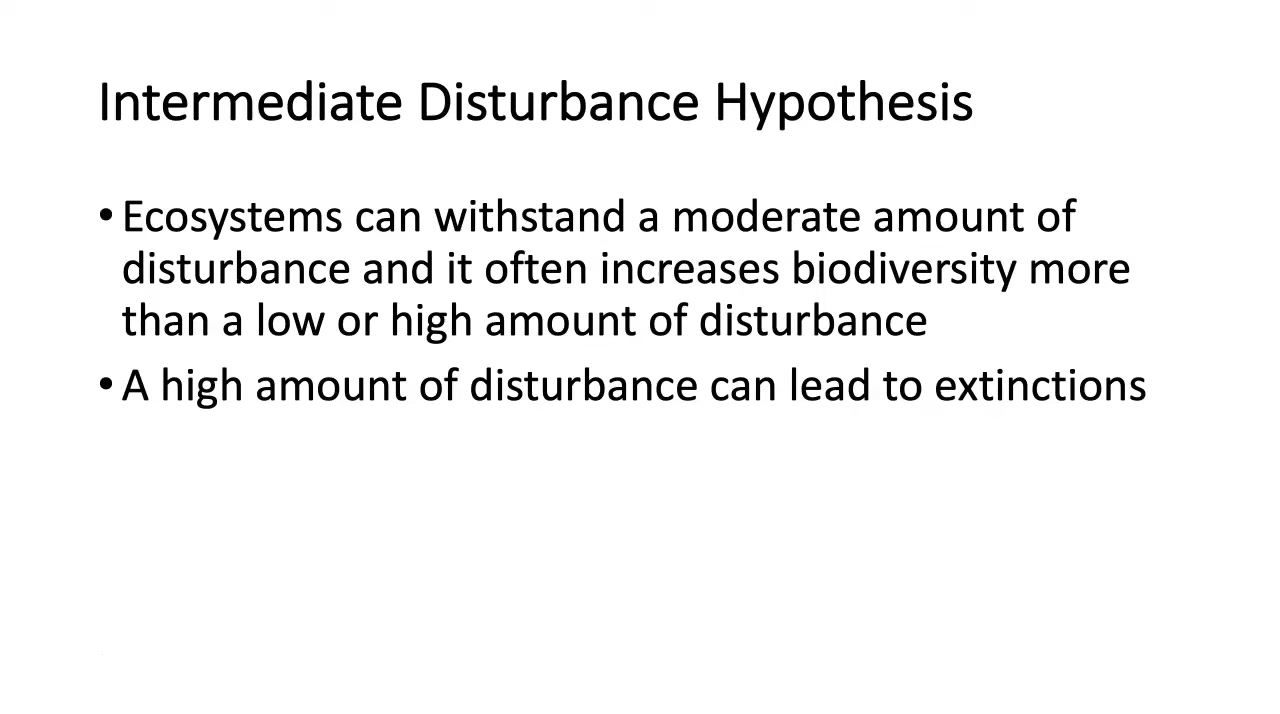 Intermediate Disturbance Hypothesis
• Ecosystems can withstand a moderate amount of
disturbance and it often increases biodiversity more
than a low or high amount of disturbance
• A high amount of disturbance can lead to extinctions